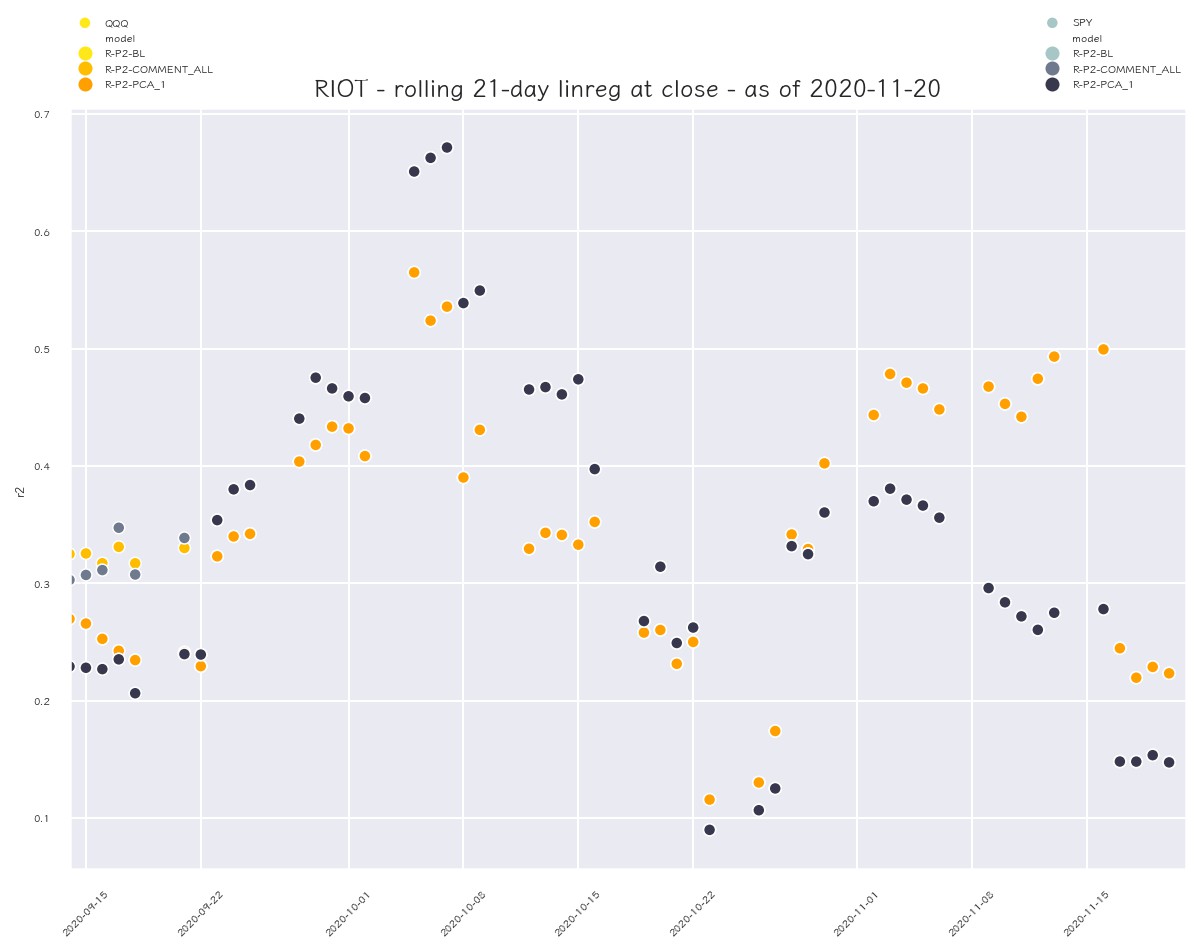 QQQ
model
R-P2-BL
R-P2-COMMENT_ALL
R-P2-PCA_1
SPY
model
R-P2-BL
R-P2-COMMENT_ALL
R-P2-PCA_1
RIOT - rolling 21-day linreg at close - as of 2020-11-20
0.7
0.6
0.5
0.4
0.3
0.2
0.1
r2
2020-09-15
2020-09-22
2020-10-01
2020-10-08
2020-10-15
2020-10-22
2020-11-01
2020-11-08
2020-11-15